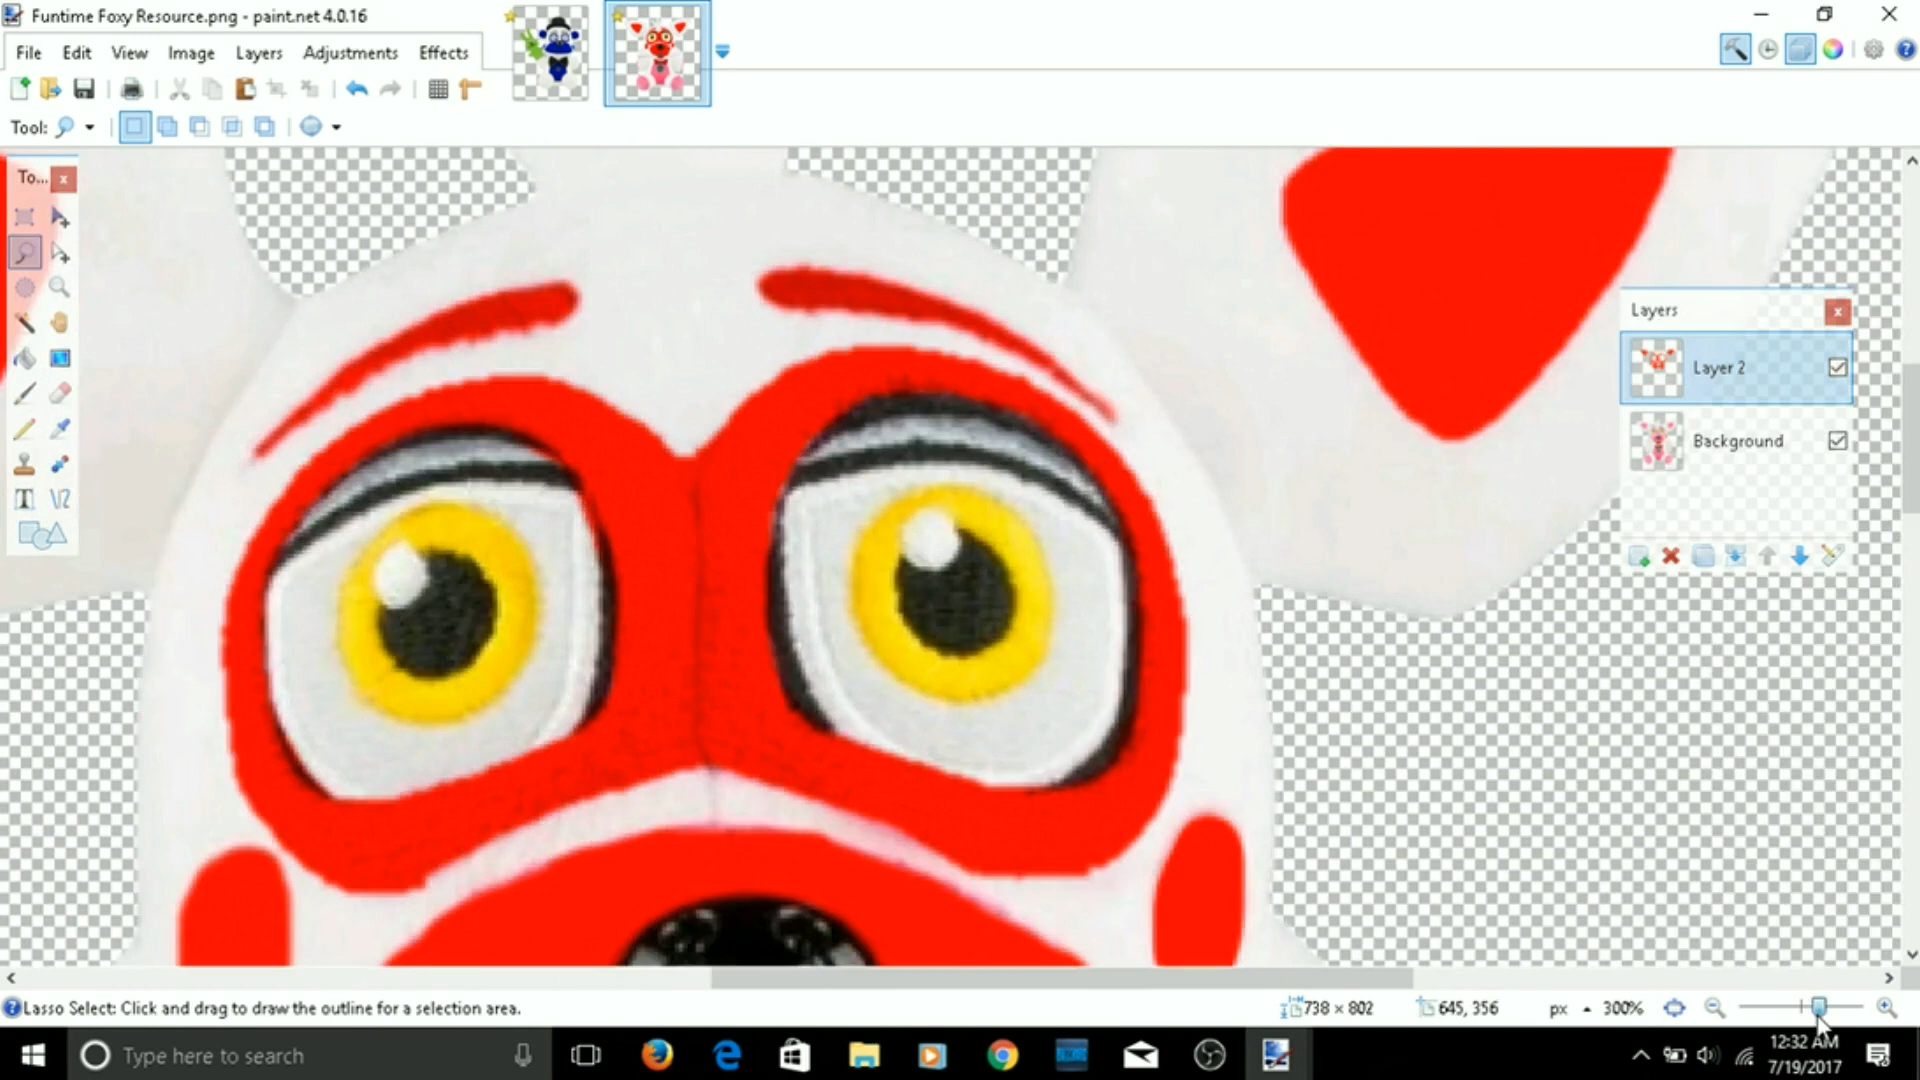 Funtime Foxy Resource.png - paint.net 4.0.16
File Edit View Image Layers Adjustments Effects
Tool:
To...
Layers
Layer 2
Background
Lasso Select: Click and drag to draw the outline for a selection area.
738 × 802
645, 356
px
300%
Type here to search
12:32 AM
7/19/2017